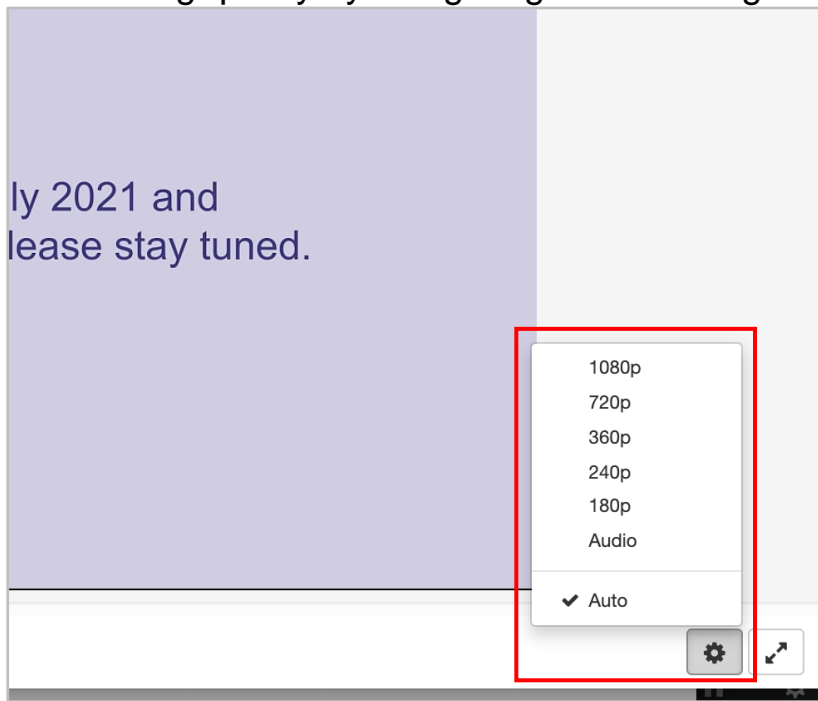 ly 2021 and
lease stay tuned.
1080p
720p
360p
240p
180p
Audio
Auto